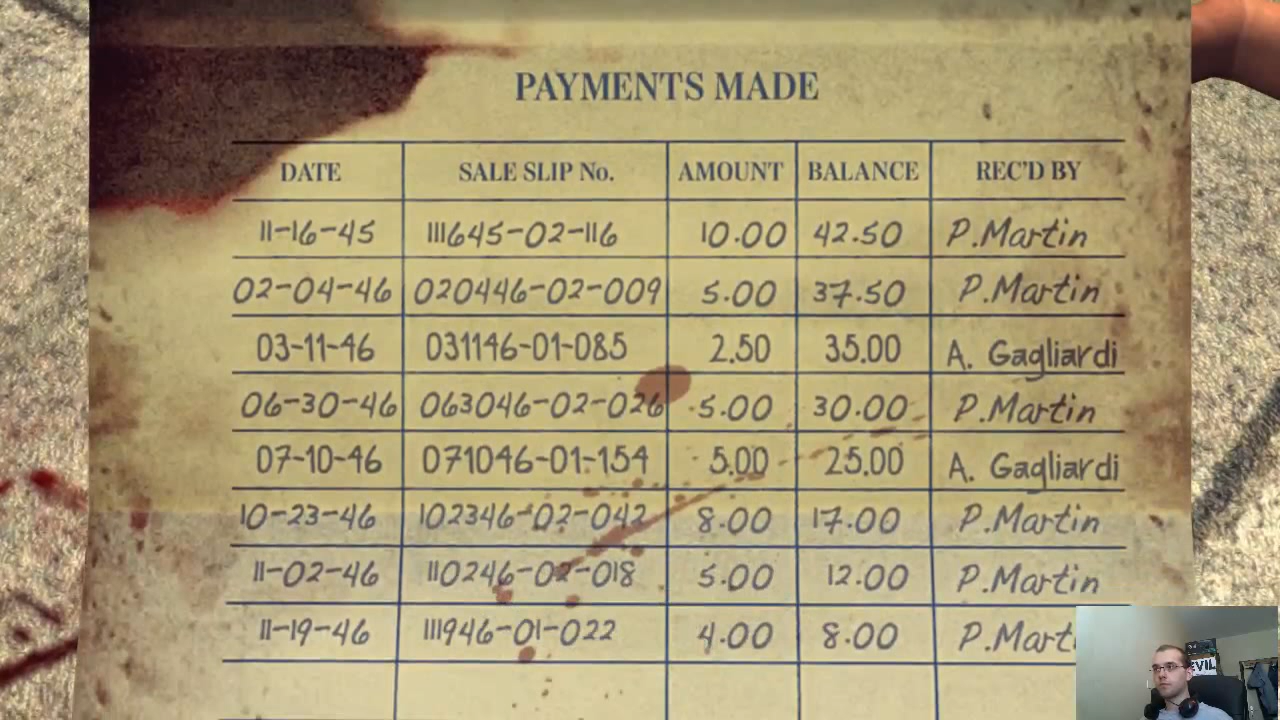 PAYMENTS MADE
DATE SALE SLIP No. AMOUNT BALANCE REC'D BY
11-16-45 111645-02-116 10.00 42.50 P.Martin
02-04-46 020446-02-009 5.00 37.50 P.Martin
03-11-46 031146-01-085 2.50 35.00 A. Gagliardi
06-30-46 063046-02-026 5.00 30.00 P.Martin
07-10-46 071046-01-154 5.00 25.00 A. Gagliardi
10-23-46 102346-02-042 8.00 17.00 P.Martin
11-02-46 110246-02-018 5.00 12.00 P.Martin
11-19-46 111946-01-022 4.00 8.00 P.Mart
EVIL